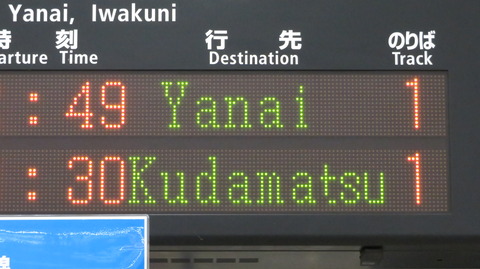 Yanai, Iwakuni
時刻 行先 のりば
arture Time Destination Track
:49 Yanai 1
:30 Kudamatsu 1